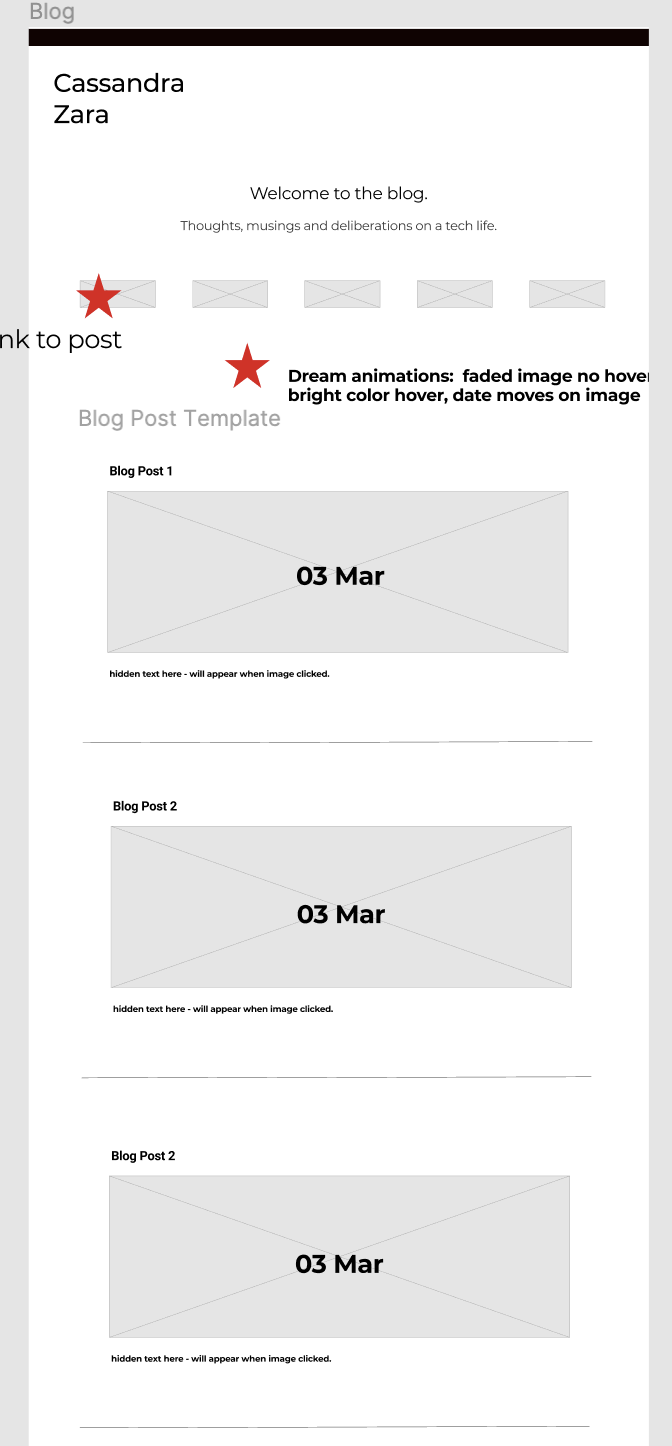 Blog
Cassandra
Zara
Welcome to the blog.
Thoughts, musings and deliberations on a tech life.
nk to post
Dream animations:  faded image no hover
bright color hover, date moves on image
Blog Post Template
Blog Post 1
03 Mar
hidden text here - will appear when image clicked.
Blog Post 2
03 Mar
hidden text here - will appear when image clicked.
Blog Post 2
03 Mar
hidden text here - will appear when image clicked.